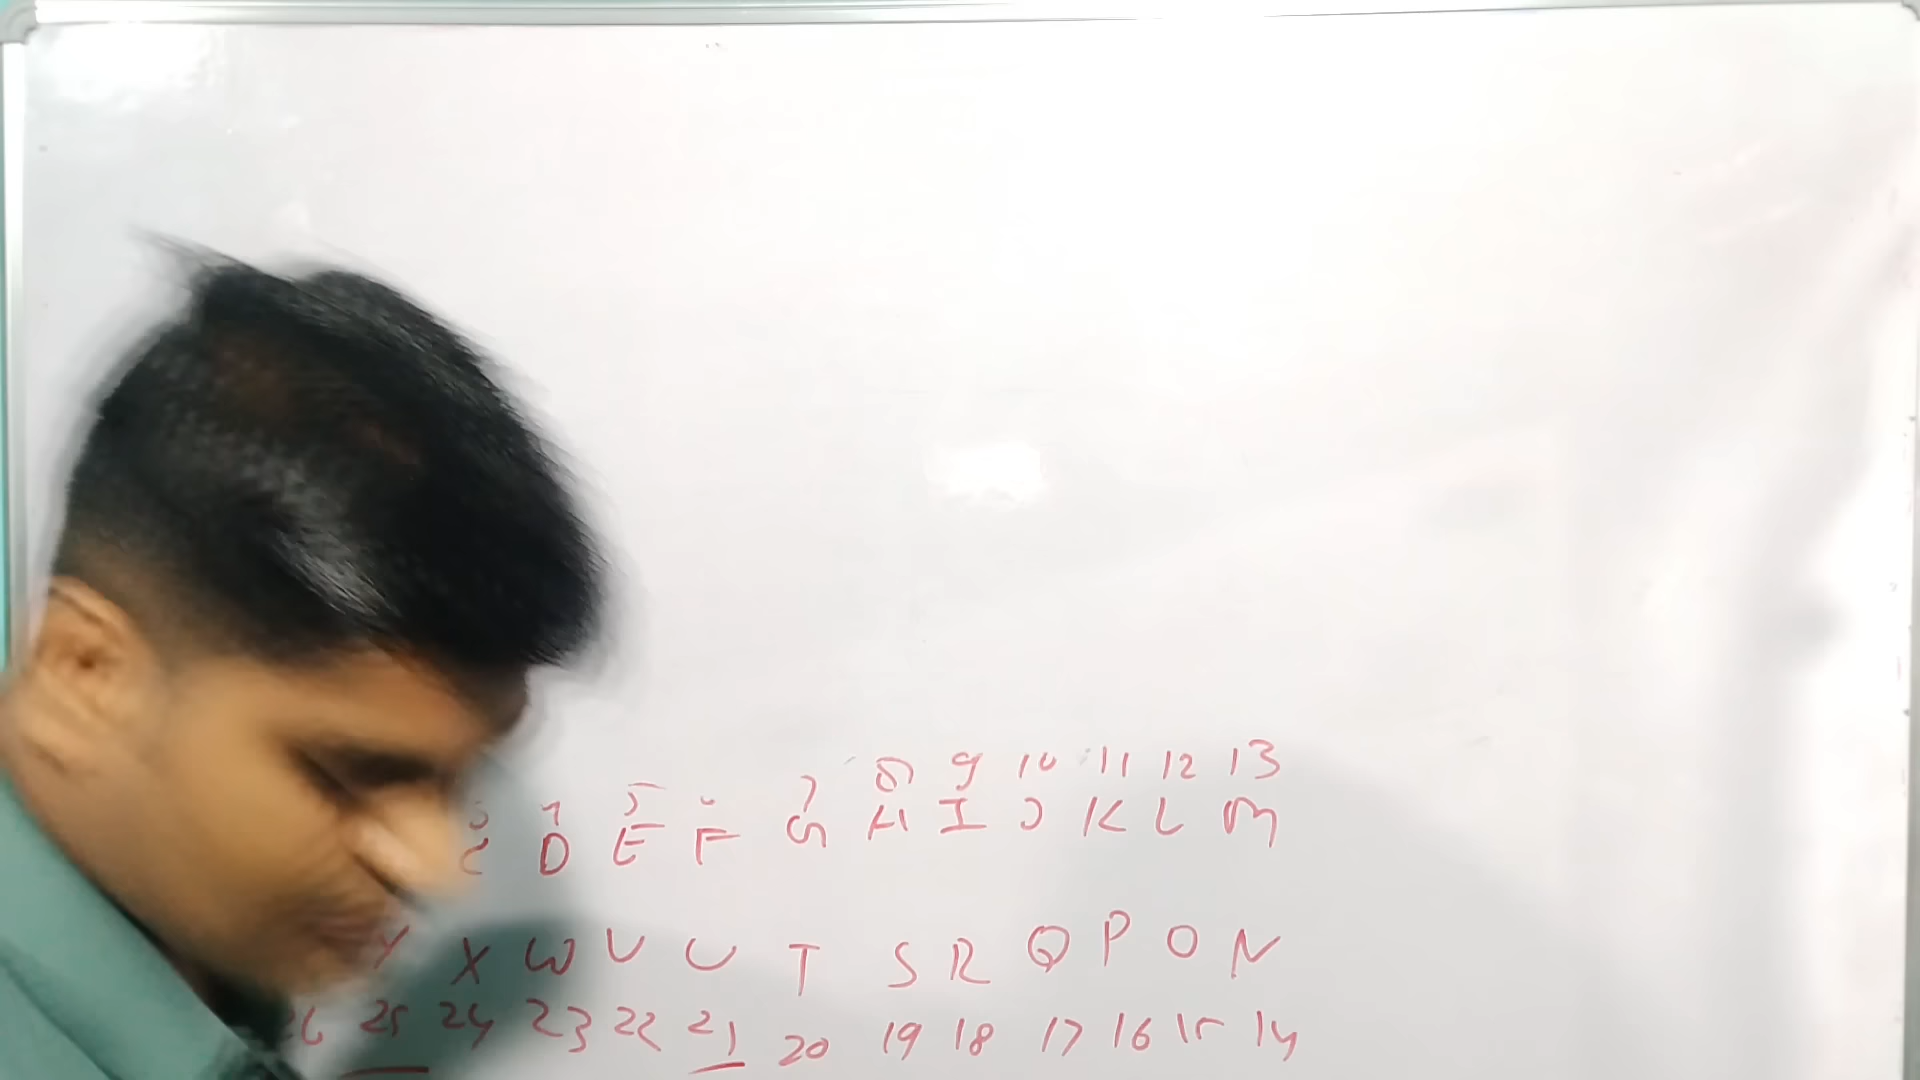 5 7 8 9 10 11 12 13
C D E F G H I J K L M
Y X W V U T S R Q P O N
25 24 23 22 21 20 19 18 17 16 15 14